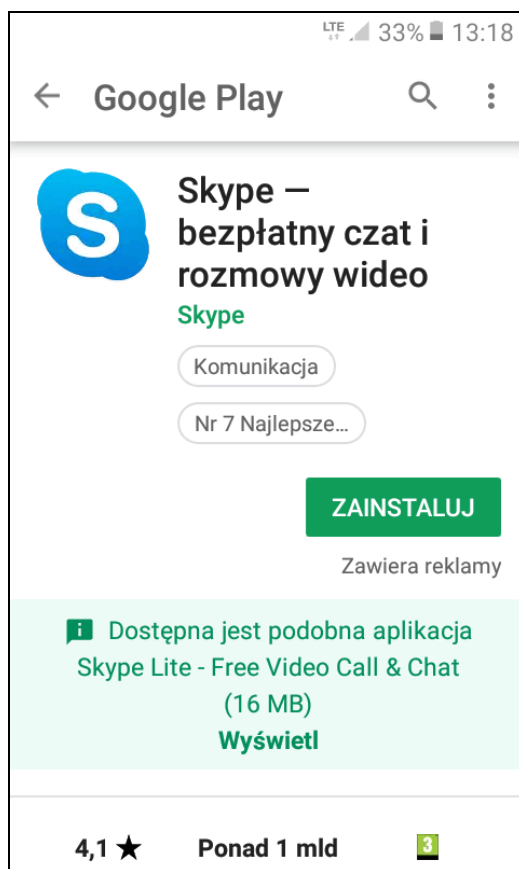 LTE 33% 13:18
Google Play
S
Skype —
bezpłatny czat i
rozmowy wideo
Skype
Komunikacja
Nr 7 Najlepsze…
ZAINSTALUJ
Zawiera reklamy
Dostępna jest podobna aplikacja
Skype Lite - Free Video Call & Chat
(16 MB)
Wyświetl
4,1 ★ Ponad 1 mld 3